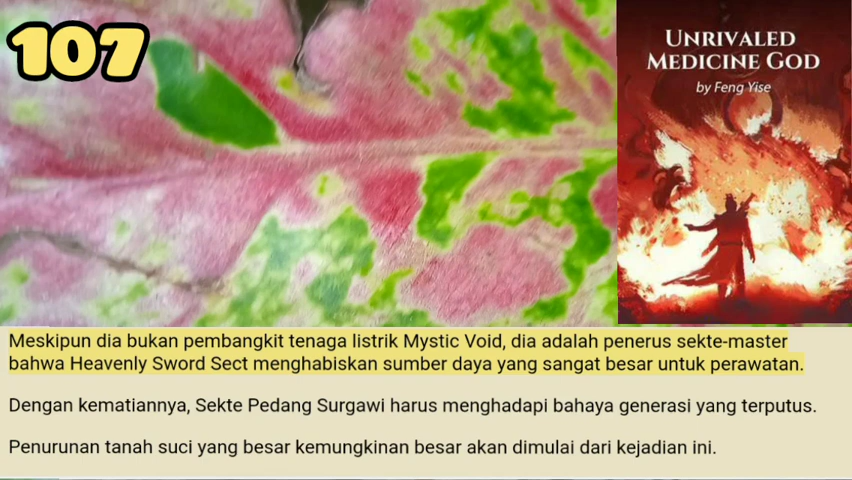 107
UNRIVALED
MEDICINE GOD
by Feng Yise
Meskipun dia bukan pembangkit tenaga listrik Mystic Void, dia adalah penerus sekte-master
bahwa Heavenly Sword Sect menghabiskan sumber daya yang sangat besar untuk perawatan.
Dengan kematiannya, Sekte Pedang Surgawi harus menghadapi bahaya generasi yang terputus.
Penurunan tanah suci yang besar kemungkinan besar akan dimulai dari kejadian ini.